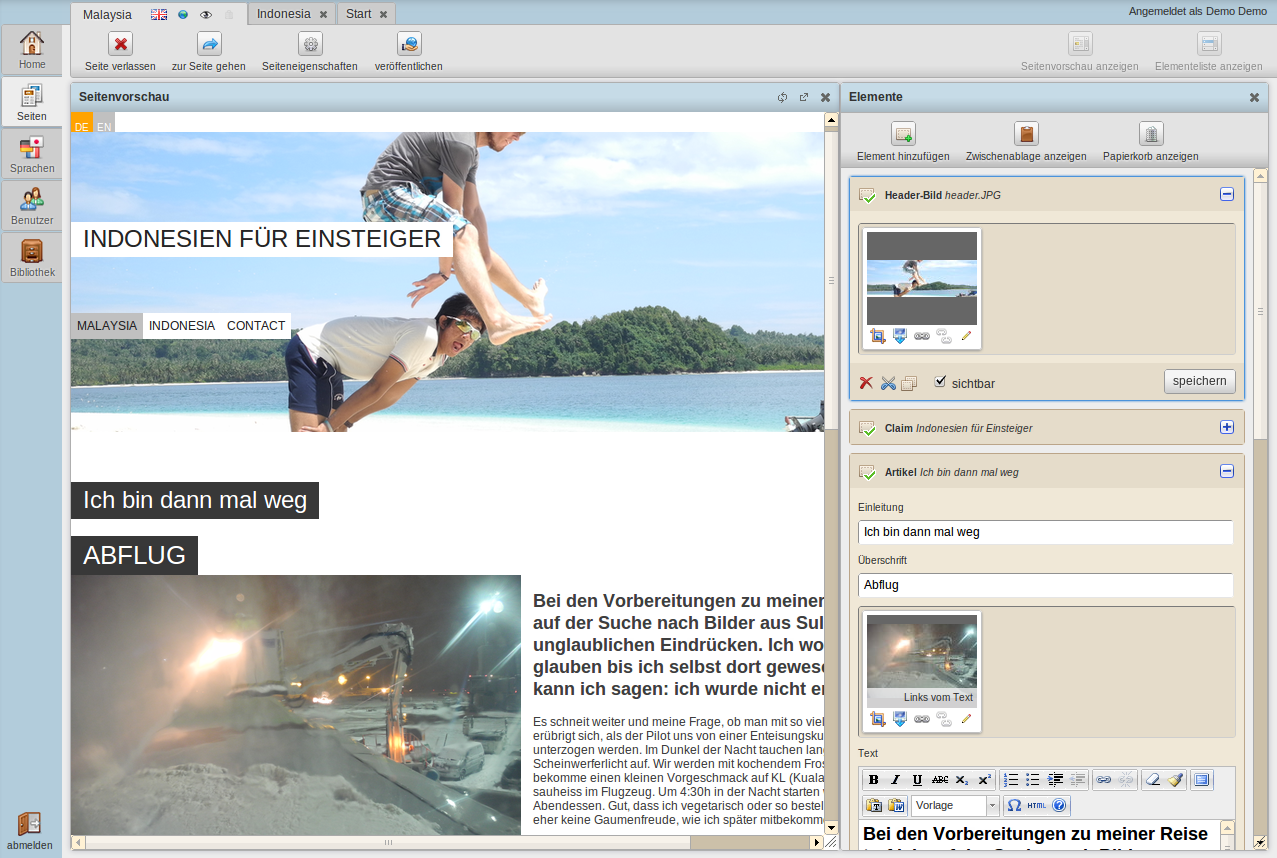 Malaysia
Indonesia
Start
Angemeldet als Demo Demo
Home
Seiten
Sprachen
Benutzer
Bibliothek
abmelden
Seite verlassen
zur Seite gehen
Seiteneigenschaften
veröffentlichen
Seitenvorschau anzeigen
Elementeliste anzeigen
Seitenvorschau
DE EN
INDONESIEN FÜR EINSTEIGER
MALAYSIA INDONESIA CONTACT
Ich bin dann mal weg
ABFLUG
Bei den Vorbereitungen zu meiner
auf der Suche nach Bilder aus Sul
unglaublichen Eindrücken. Ich wo
glauben bis ich selbst dort gewese
kann ich sagen: ich wurde nicht en
Es schneit weiter und meine Frage, ob man mit so viel
erübrigt sich, als der Pilot uns von einer Enteisungsku
unterzogen werden. Im Dunkel der Nacht tauchen lan
Scheinwerferlicht auf. Wir werden mit kochendem Fros
bekomme einen kleinen Vorgeschmack auf KL (Kuala
sauheiss im Flugzeug. Um 4:30h in der Nacht starten
Abendessen. Gut, dass ich vegetarisch oder so bestel
eher keine Gaumenfreude, wie ich später mitbekomm
Elemente
Element hinzufügen
Zwischenablage anzeigen
Papierkorb anzeigen
Header-Bild header.JPG
sichtbar
speichern
Claim Indonesien für Einsteiger
Artikel Ich bin dann mal weg
Einleitung
Ich bin dann mal weg
Überschrift
Abflug
Links vom Text
Text
B I U ABC x₂ x²
Vorlage
Ω HTML
Bei den Vorbereitungen zu meiner Reise